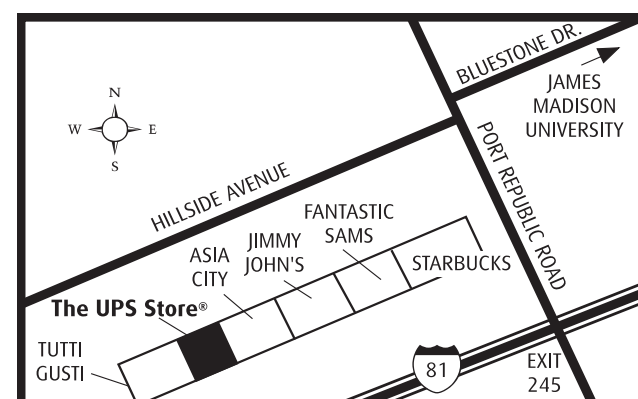 BLUESTONE DR.
JAMES
MADISON
UNIVERSITY
N
W
E
S
PORT REPUBLIC ROAD
HILLSIDE AVENUE
FANTASTIC
SAMS
JIMMY
JOHN'S
ASIA
CITY
STARBUCKS
The UPS Store®
TUTTI
GUSTI
81
EXIT
245